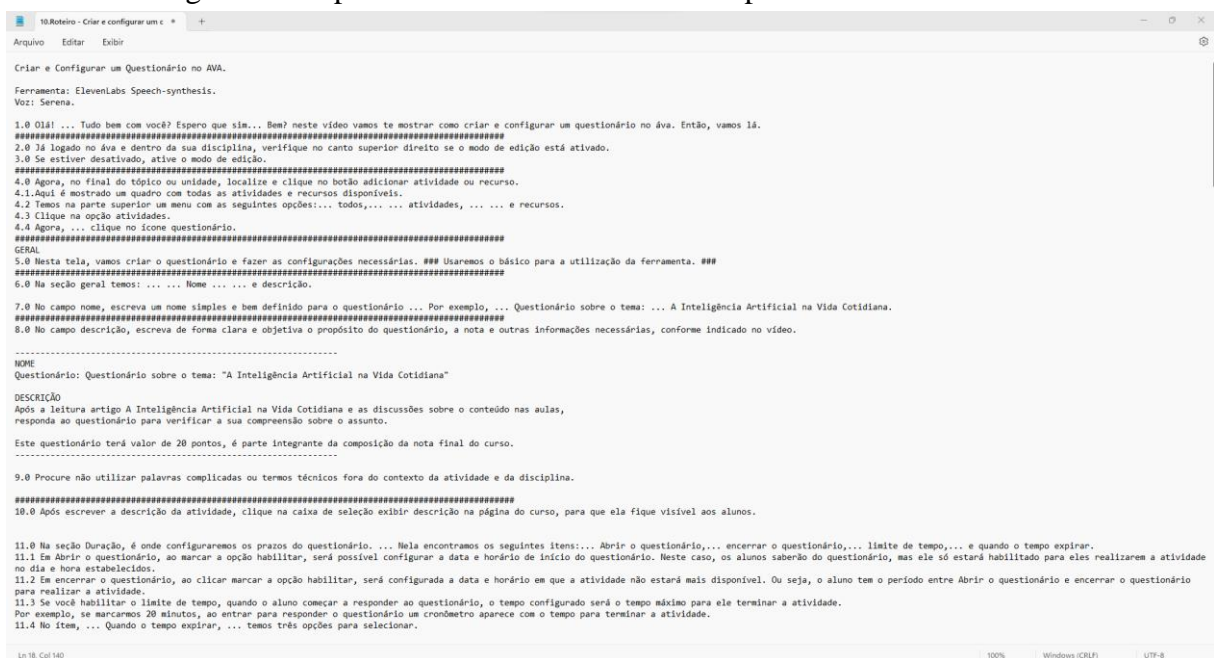 10.Roteiro - Criar e configurar um c
Arquivo Editar Exibir
Criar e Configurar um Questionário no AVA.
Ferramenta: ElevenLabs Speech-synthesis.
Voz: Serena.
1.0 Olá! ... Tudo bem com você? Espero que sim... Bem? neste vídeo vamos te mostrar como criar e configurar um questionário no áva. Então, vamos lá.
#################################################################################################
2.0 Já logado no áva e dentro da sua disciplina, verifique no canto superior direito se o modo de edição está ativado.
3.0 Se estiver desativado, ative o modo de edição.
#################################################################################################
4.0 Agora, no final do tópico ou unidade, localize e clique no botão adicionar atividade ou recurso.
4.1.Aqui é mostrado um quadro com todas as atividades e recursos disponíveis.
4.2 Temos na parte superior um menu com as seguintes opções:... todos,... ... atividades, ... ... e recursos.
4.3 Clique na opção atividades.
4.4 Agora, ... clique no ícone questionário.
#################################################################################################
GERAL
5.0 Nesta tela, vamos criar o questionário e fazer as configurações necessárias. ### Usaremos o básico para a utilização da ferramenta. ###
#################################################################################################
6.0 Na seção geral temos: ... ... Nome ... ... e descrição.
7.0 No campo nome, escreva um nome simples e bem definido para o questionário ... Por exemplo, ... Questionário sobre o tema: ... A Inteligência Artificial na Vida Cotidiana.
#################################################################################################
8.0 No campo descrição, escreva de forma clara e objetiva o propósito do questionário, a nota e outras informações necessárias, conforme indicado no vídeo.
----------------------------------------------------------------
NOME
Questionário: Questionário sobre o tema: "A Inteligência Artificial na Vida Cotidiana"
DESCRIÇÃO
Após a leitura artigo A Inteligência Artificial na Vida Cotidiana e as discussões sobre o conteúdo nas aulas,
responda ao questionário para verificar a sua compreensão sobre o assunto.
Este questionário terá valor de 20 pontos, é parte integrante da composição da nota final do curso.
----------------------------------------------------------------
9.0 Procure não utilizar palavras complicadas ou termos técnicos fora do contexto da atividade e da disciplina.
###################################################################################################
10.0 Após escrever a descrição da atividade, clique na caixa de seleção exibir descrição na página do curso, para que ela fique visível aos alunos.
11.0 Na seção Duração, é onde configuraremos os prazos do questionário. ... Nela encontramos os seguintes itens:... Abrir o questionário,... encerrar o questionário,... limite de tempo,... e quando o tempo expirar.
11.1 Em Abrir o questionário, ao marcar a opção habilitar, será possível configurar a data e horário de início do questionário. Neste caso, os alunos saberão do questionário, mas ele só estará habilitado para eles realizarem a atividade
no dia e hora estabelecidos.
11.2 Em encerrar o questionário, ao clicar marcar a opção habilitar, será configurada a data e horário em que a atividade não estará mais disponível. Ou seja, o aluno tem o período entre Abrir o questionário e encerrar o questionário
para realizar a atividade.
11.3 Se você habilitar o limite de tempo, quando o aluno começar a responder ao questionário, o tempo configurado será o tempo máximo para ele terminar a atividade.
Por exemplo, se marcarmos 20 minutos, ao entrar para responder o questionário um cronômetro aparece com o tempo para terminar a atividade.
11.4 No ítem, ... Quando o tempo expirar, ... temos três opções para selecionar.
Ln 18, Col 140 100% Windows (CRLF) UTF-8